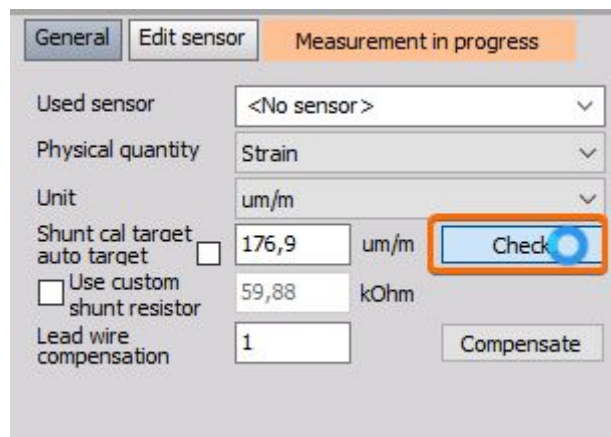 General Edit sensor Measurement in progress
Used sensor <No sensor>
Physical quantity Strain
Unit um/m
Shunt cal target
auto target 176,9 um/m Check
Use custom
shunt resistor 59,88 kOhm
Lead wire
compensation 1 Compensate